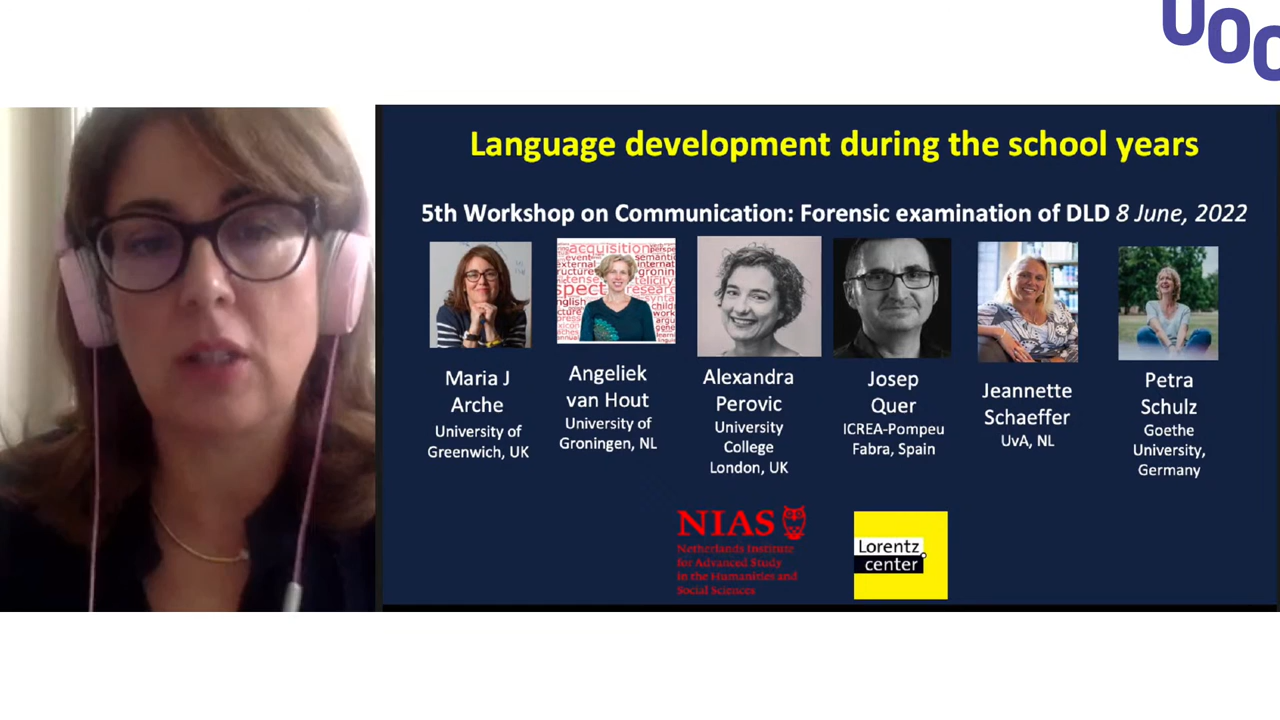 UOC
Language development during the school years
5th Workshop on Communication: Forensic examination of DLD 8 June, 2022
acquisition
Maria J
Arche
University of
Greenwich, UK
Angeliek
van Hout
University of
Groningen, NL
Alexandra
Perovic
University
College
London, UK
Josep
Quer
ICREA-Pompeu
Fabra, Spain
Jeannette
Schaeffer
UvA, NL
Petra
Schulz
Goethe
University,
Germany
NIAS
Netherlands Institute
for Advanced Study
in the Humanities and
Social Sciences
Lorentz
center